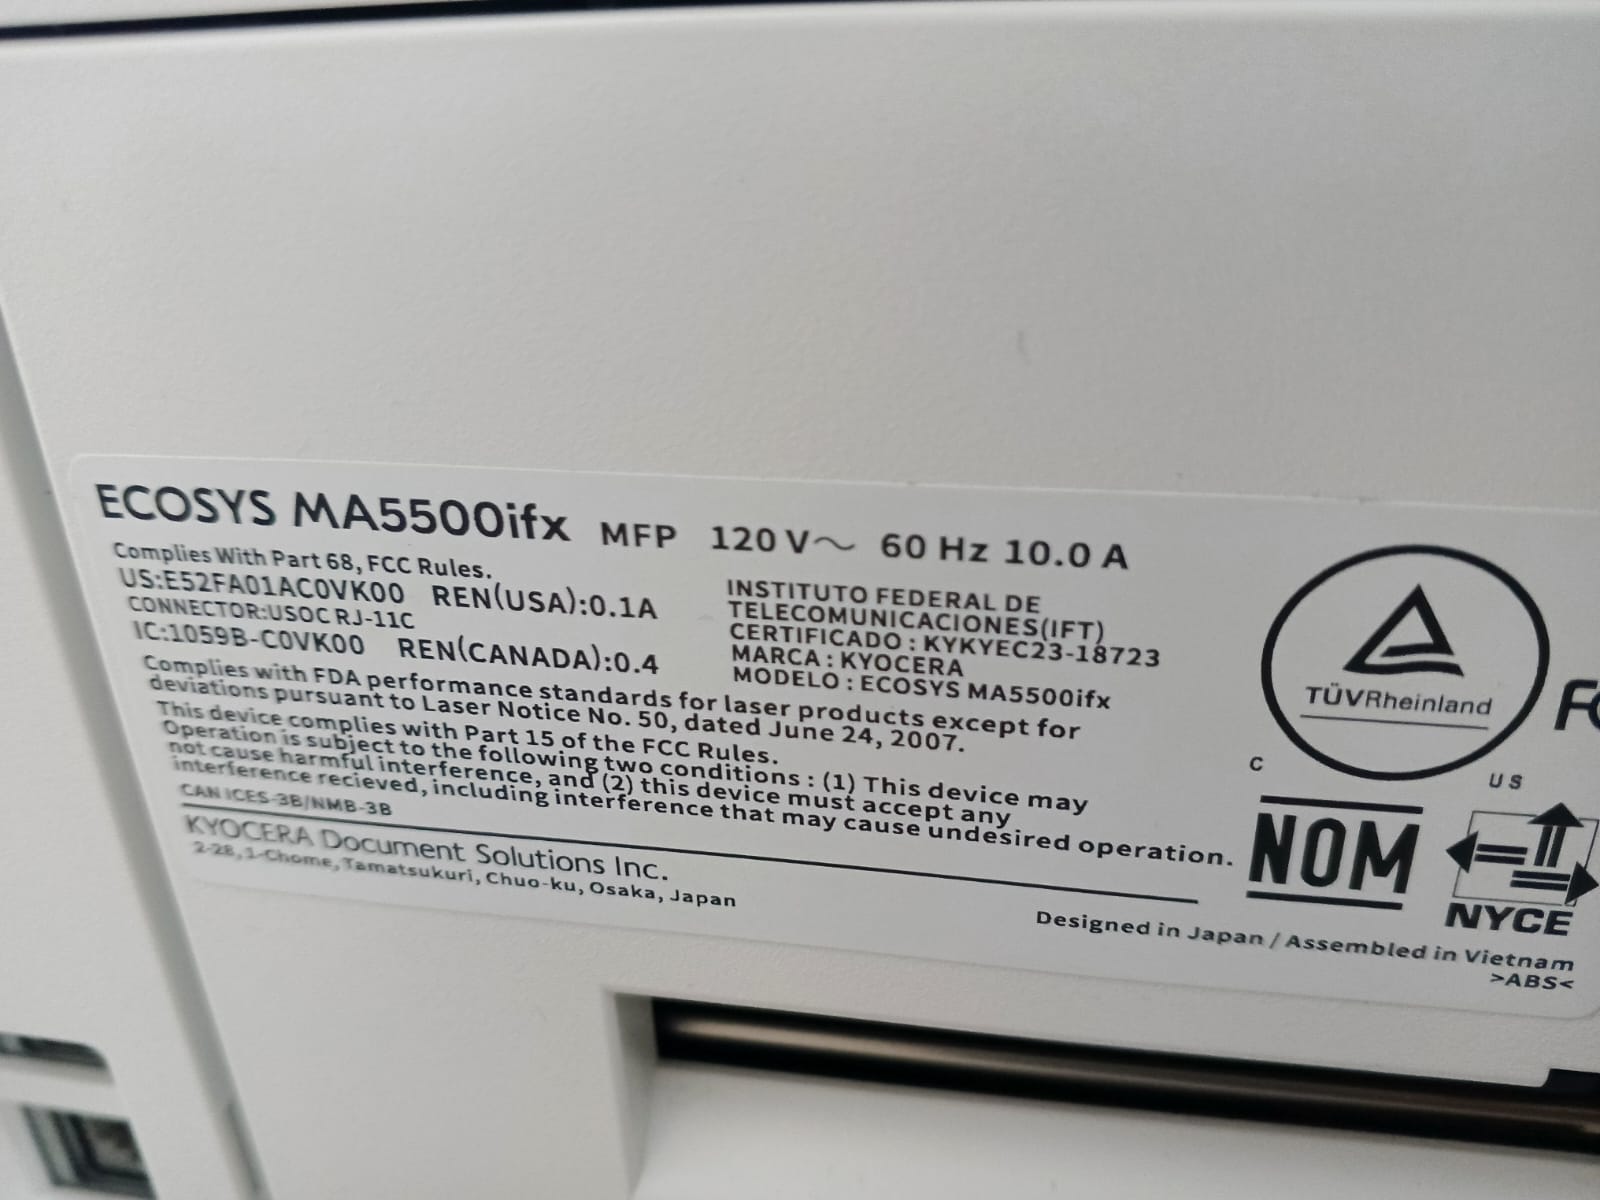 ECOSYS MA5500ifx MFP 120 V~ 60 Hz 10.0 A
Complies With Part 68, FCC Rules.
US:E52FA01AC0VK00 REN(USA):0.1A
CONNECTOR:USOC RJ-11C
IC:1059B-C0VK00 REN(CANADA):0.4
INSTITUTO FEDERAL DE
TELECOMUNICACIONES(IFT)
CERTIFICADO : KYKYEC23-18723
MARCA : KYOCERA
MODELO : ECOSYS MA5500ifx
Complies with FDA performance standards for laser products except for
deviations pursuant to Laser Notice No. 50, dated June 24, 2007.
This device complies with Part 15 of the FCC Rules.
Operation is subject to the following two conditions : (1) This device may
not cause harmful interference, and (2) this device must accept any
interference recieved, including interference that may cause undesired operation.
CAN ICES-3B/NMB-3B
KYOCERA Document Solutions Inc.
2-28, 1-Chome, Tamatsukuri, Chuo-ku, Osaka, Japan
TÜVRheinland
C US
NOM
NYCE
Designed in Japan / Assembled in Vietnam
>ABS<